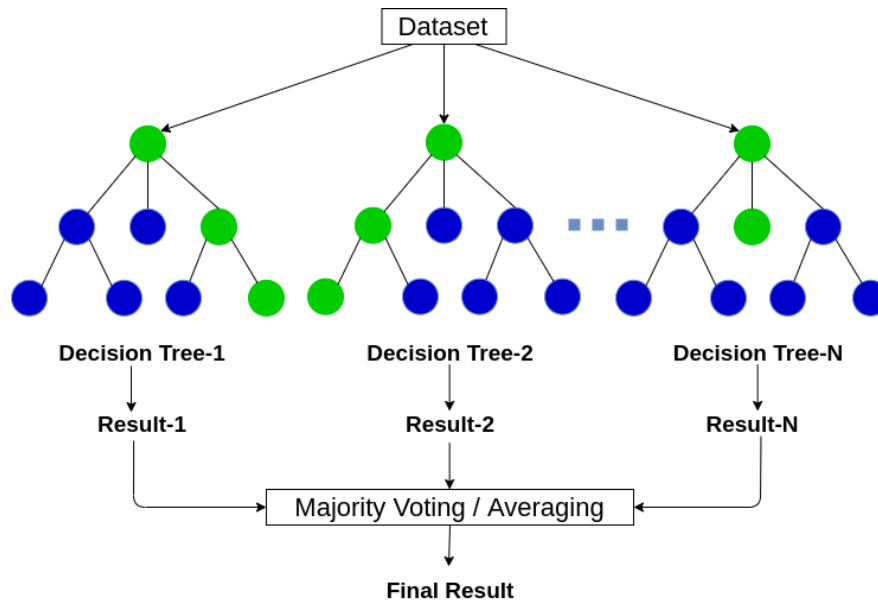 Dataset
Decision Tree-1
Decision Tree-2
Decision Tree-N
Result-1
Result-2
Result-N
Majority Voting / Averaging
Final Result